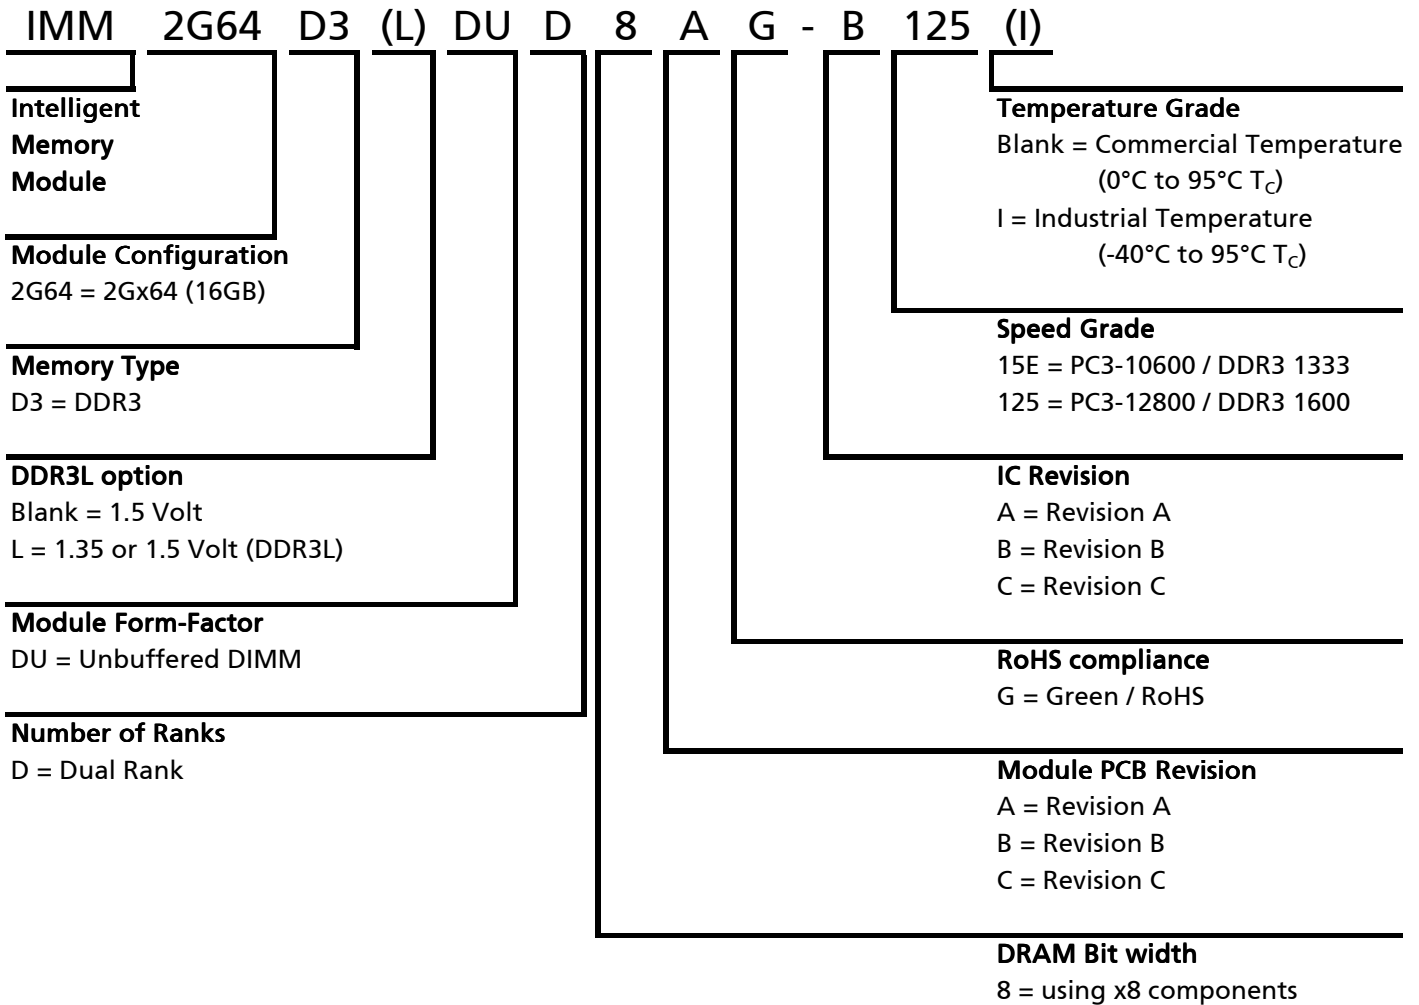 IMM 2G64 D3 (L) DU D 8 A G - B 125 (I)
Intelligent
Memory
Module
Module Configuration
2G64 = 2Gx64 (16GB)
Memory Type
D3 = DDR3
DDR3L option
Blank = 1.5 Volt
L = 1.35 or 1.5 Volt (DDR3L)
Module Form-Factor
DU = Unbuffered DIMM
Number of Ranks
D = Dual Rank
Temperature Grade
Blank = Commercial Temperature
(0°C to 95°C TC)
I = Industrial Temperature
(-40°C to 95°C TC)
Speed Grade
15E = PC3-10600 / DDR3 1333
125 = PC3-12800 / DDR3 1600
IC Revision
A = Revision A
B = Revision B
C = Revision C
RoHS compliance
G = Green / RoHS
Module PCB Revision
A = Revision A
B = Revision B
C = Revision C
DRAM Bit width
8 = using x8 components